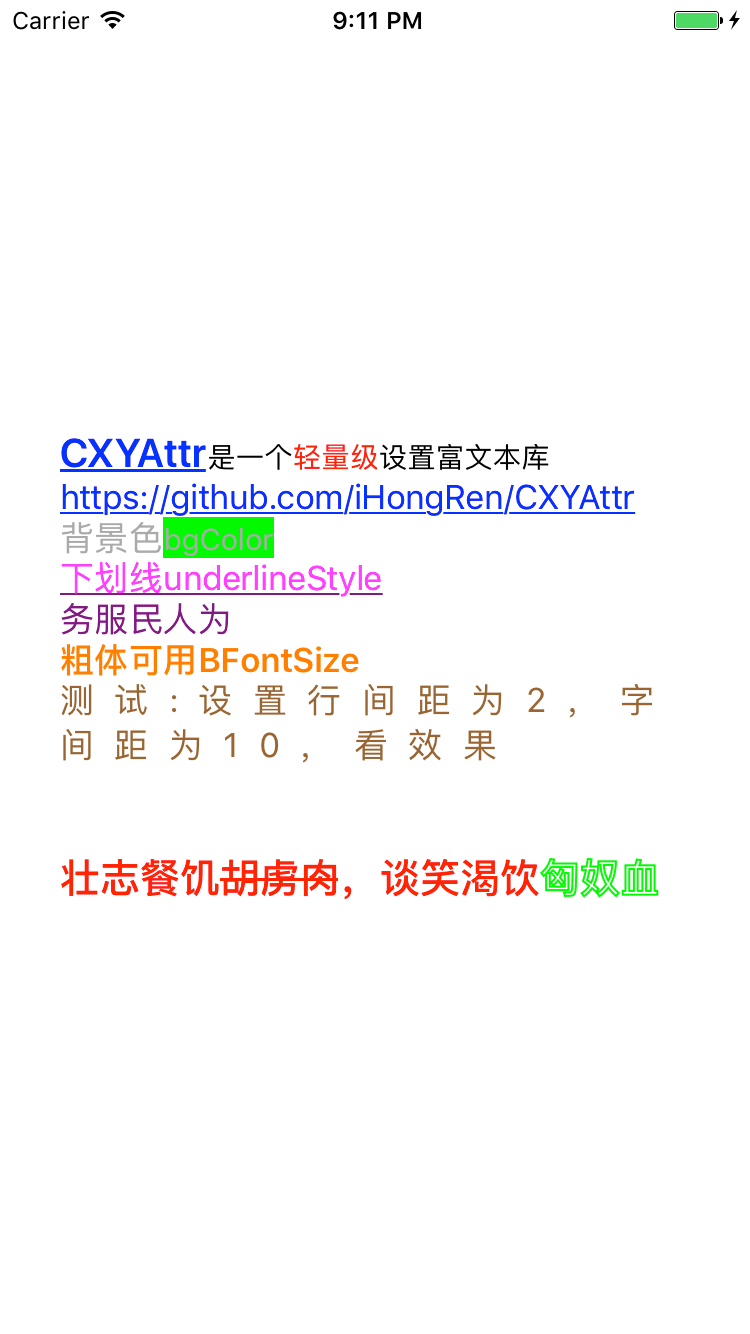 Carrier 9:11 PM
CXYAttr是一个轻量级设置富文本库
https://github.com/iHongRen/CXYAttr
背景色bgColor
下划线underlineStyle
务服民人为
粗体可用BFontSize
测试:设置行间距为2，字
间距为10，看效果
壮志餐饥胡虏肉，谈笑渴饮匈奴血